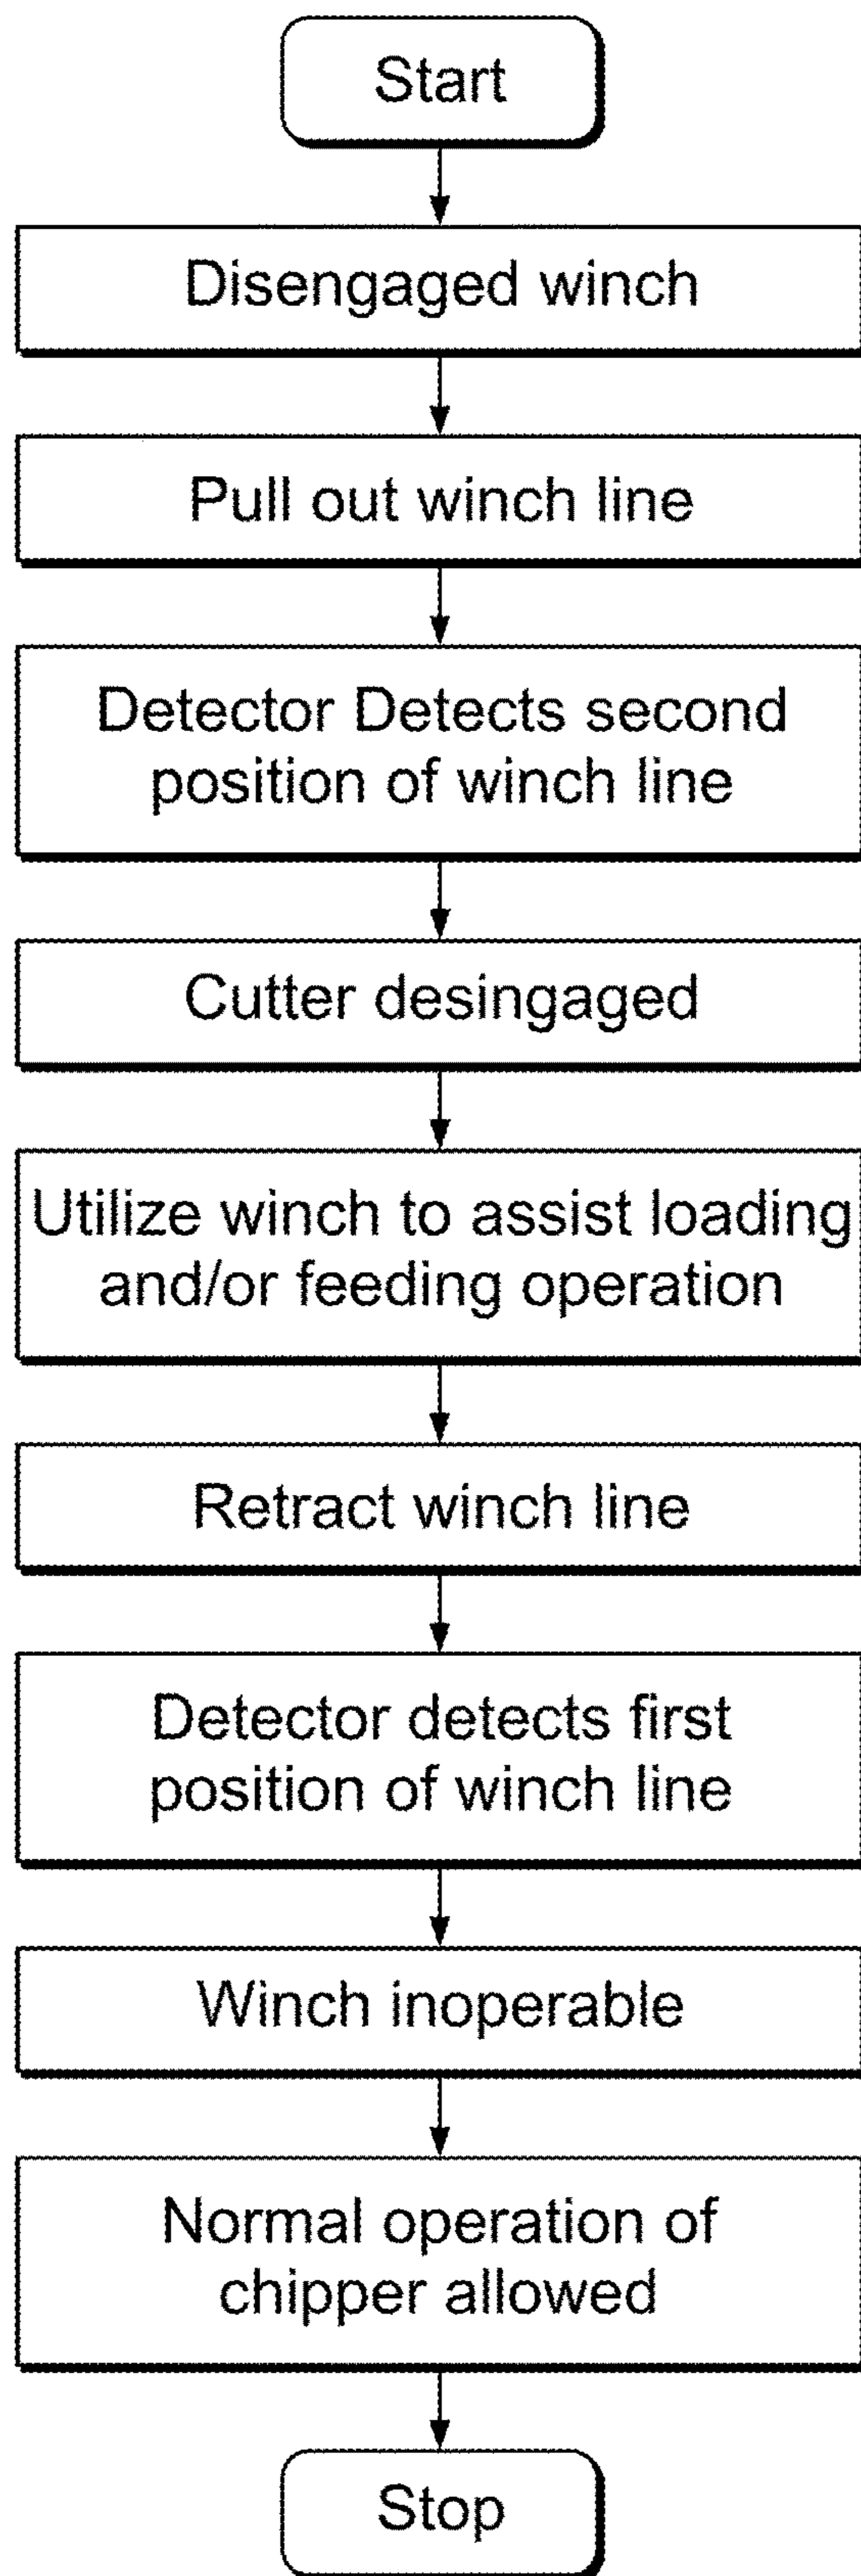 Start
Disengaged winch
Pull out winch line
Detector Detects second
position of winch line
Cutter desingaged
Utilize winch to assist loading
and/or feeding operation
Retract winch line
Detector detects first
position of winch line
Winch inoperable
Normal operation of
chipper allowed
Stop